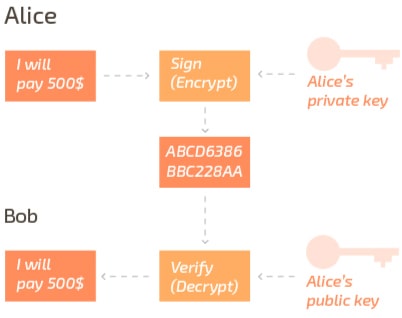 Alice
I will
pay 500$
Sign
(Encrypt)
Alice's
private key
ABCD6386
BBC228AA
Bob
I will
pay 500$
Verify
(Decrypt)
Alice's
public key